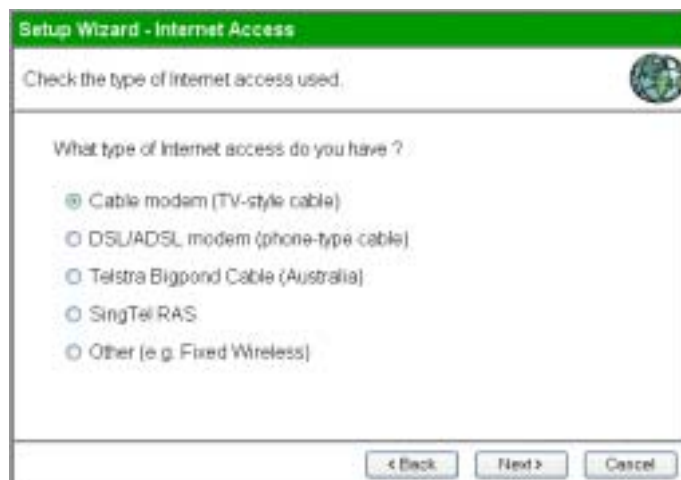 Setup Wizard - Internet Access
Check the type of Internet access used.
What type of Internet access do you have ?
Cable modem (TV-style cable)
DSL/ADSL modem (phone-type cable)
Telstra Bigpond Cable (Australia)
SingTel RAS
Other (e.g. Fixed Wireless)
< Back Next > Cancel